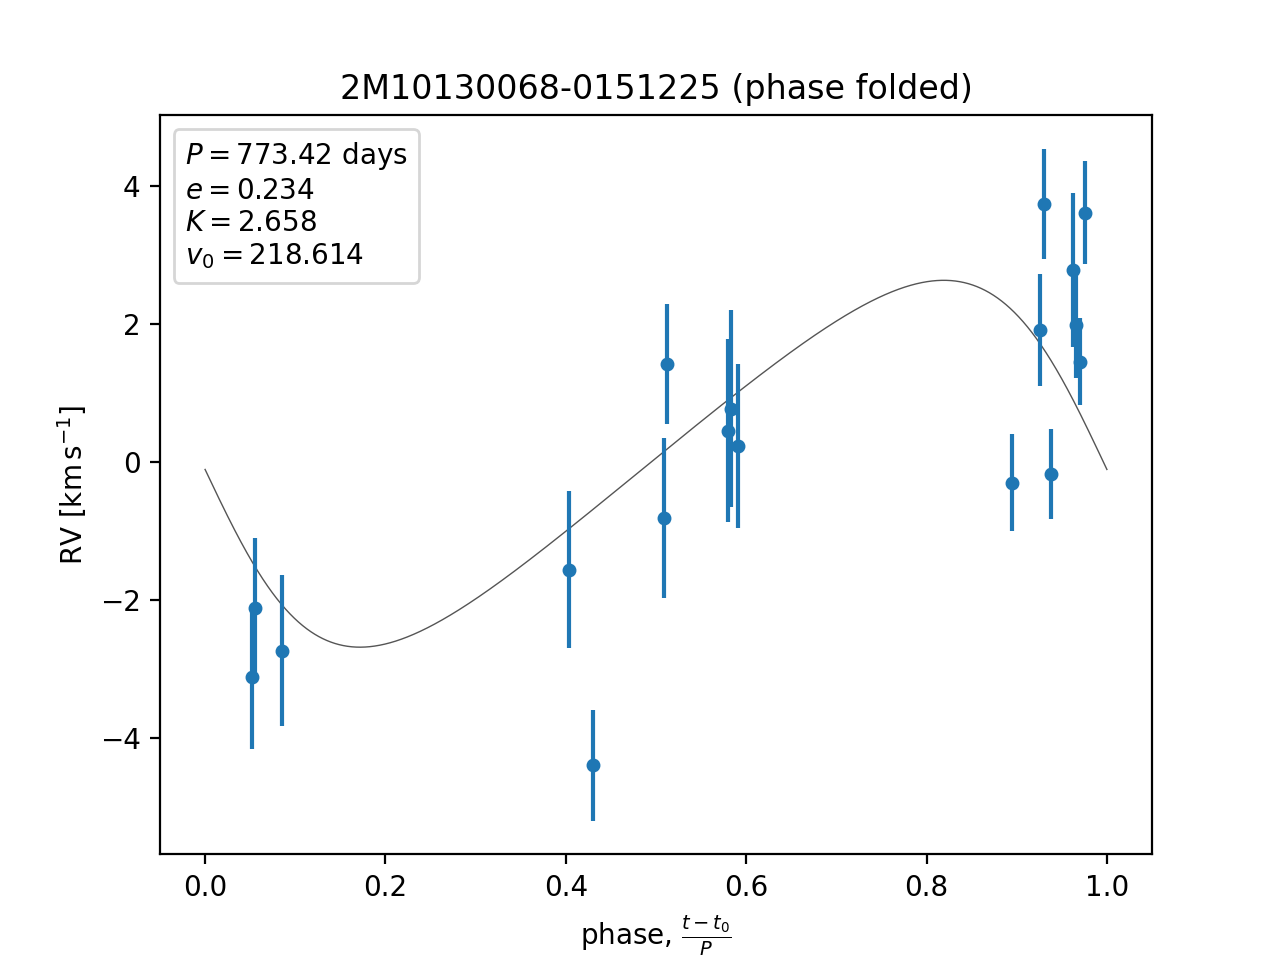 2M10130068-0151225 (phase folded)
P = 773.42 days
e = 0.234
K = 2.658
v₀ = 218.614
4
2
0
−2
−4
RV [km s⁻¹]
0.0 0.2 0.4 0.6 0.8 1.0
phase, (t − t₀)/P